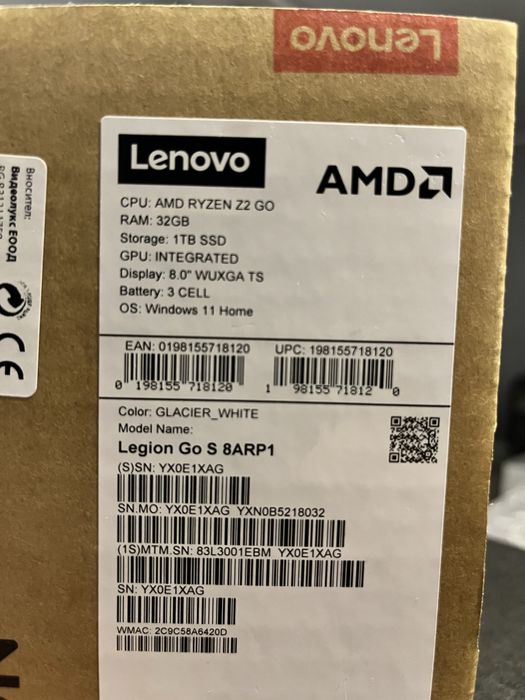 Lenovo
Lenovo
AMD
CPU: AMD RYZEN Z2 GO
RAM: 32GB
Storage: 1TB SSD
GPU: INTEGRATED
Display: 8.0" WUXGA TS
Battery: 3 CELL
OS: Windows 11 Home
EAN: 0198155718120
UPC: 198155718120
0 198155 718120
1 98155 71812 0
Color: GLACIER_WHITE
Model Name:
Legion Go S 8ARP1
(S)SN: YX0E1XAG
SN.MO: YX0E1XAG YXN0B5218032
(1S)MTM.SN: 83L3001EBM YX0E1XAG
SN: YX0E1XAG
WMAC: 2C9C58A6420D
Вносител:
Видеолукс ЕООД
CE